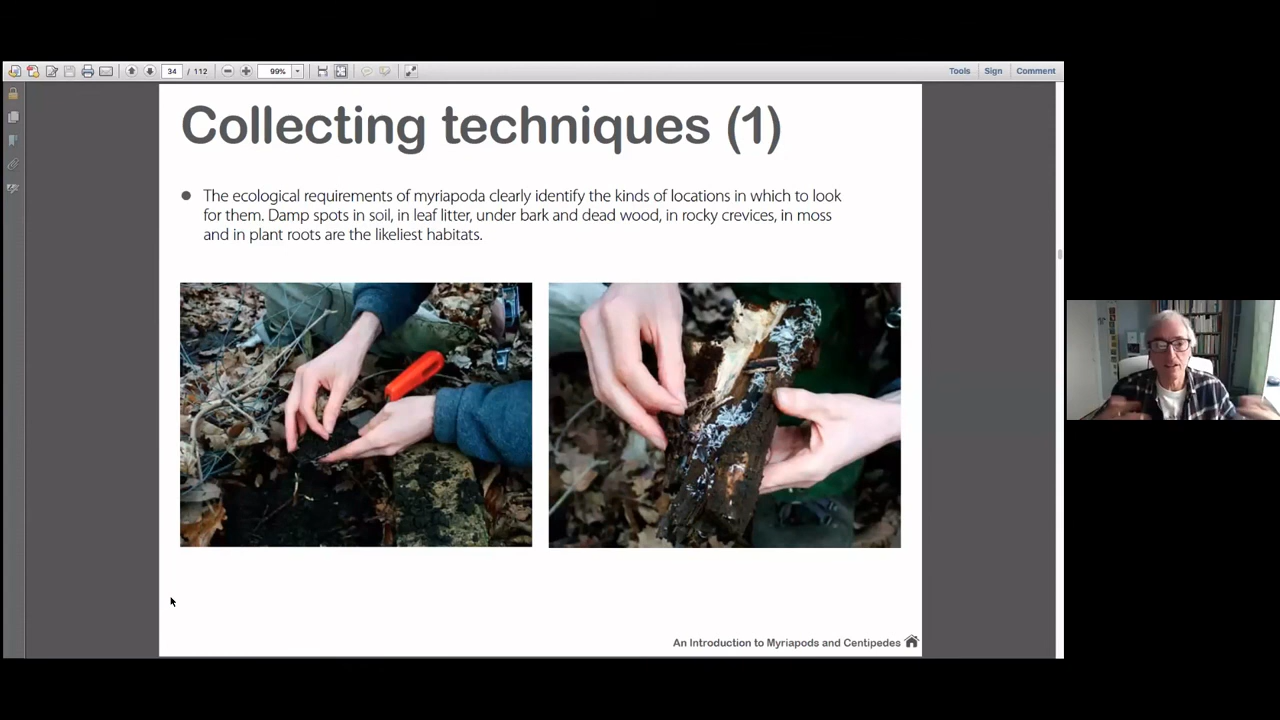 34 / 112
99%
Tools Sign Comment
Collecting techniques (1)
The ecological requirements of myriapoda clearly identify the kinds of locations in which to look
for them. Damp spots in soil, in leaf litter, under bark and dead wood, in rocky crevices, in moss
and in plant roots are the likeliest habitats.
An Introduction to Myriapods and Centipedes